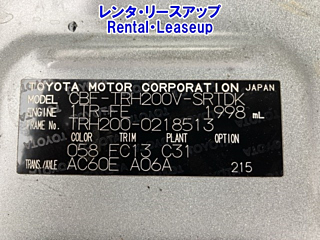 レンタ・リースアップ
Rental・Leaseup
TOYOTA MOTOR CORPORATION JAPAN
MODEL CBF-TRH200V-SRTDK
ENGINE 1TR-FE 1998 mL
FRAME No. TRH200-0218513
COLOR TRIM PLANT OPTION
058 FC13 C31
TRANS./AXLE AC60E A06A 215